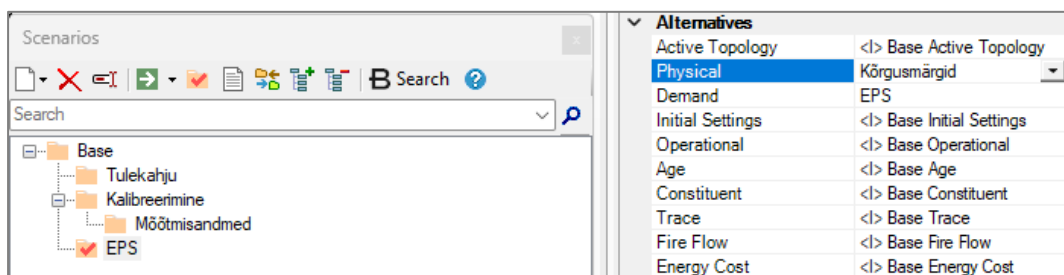 Scenarios
x
B Search
Search
Base
Tulekahju
Kalibreerimine
Mõõtmisandmed
EPS
Alternatives
Active Topology <I> Base Active Topology
Physical Kõrgusmärgid
Demand EPS
Initial Settings <I> Base Initial Settings
Operational <I> Base Operational
Age <I> Base Age
Constituent <I> Base Constituent
Trace <I> Base Trace
Fire Flow <I> Base Fire Flow
Energy Cost <I> Base Energy Cost